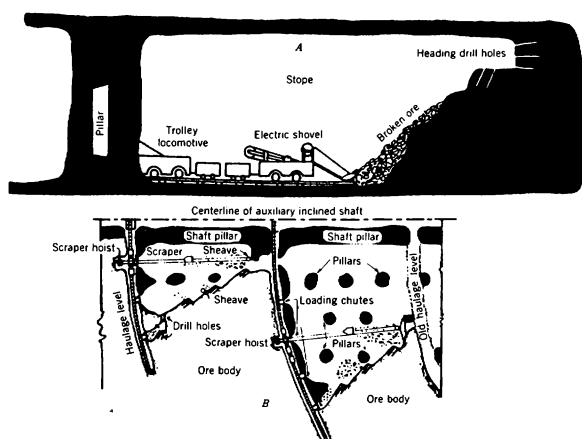 A
Heading drill holes
Stope
Pillar
Broken ore
Trolley
locomotive
Electric shovel
Centerline of auxiliary inclined shaft
Shaft pillar
Shaft pillar
Scraper hoist
Scraper
Sheave
Pillars
Haulage level
Sheave
Loading chutes
Old haulage level
Drill holes
Scraper hoist
Pillars
Ore body
B
Ore body